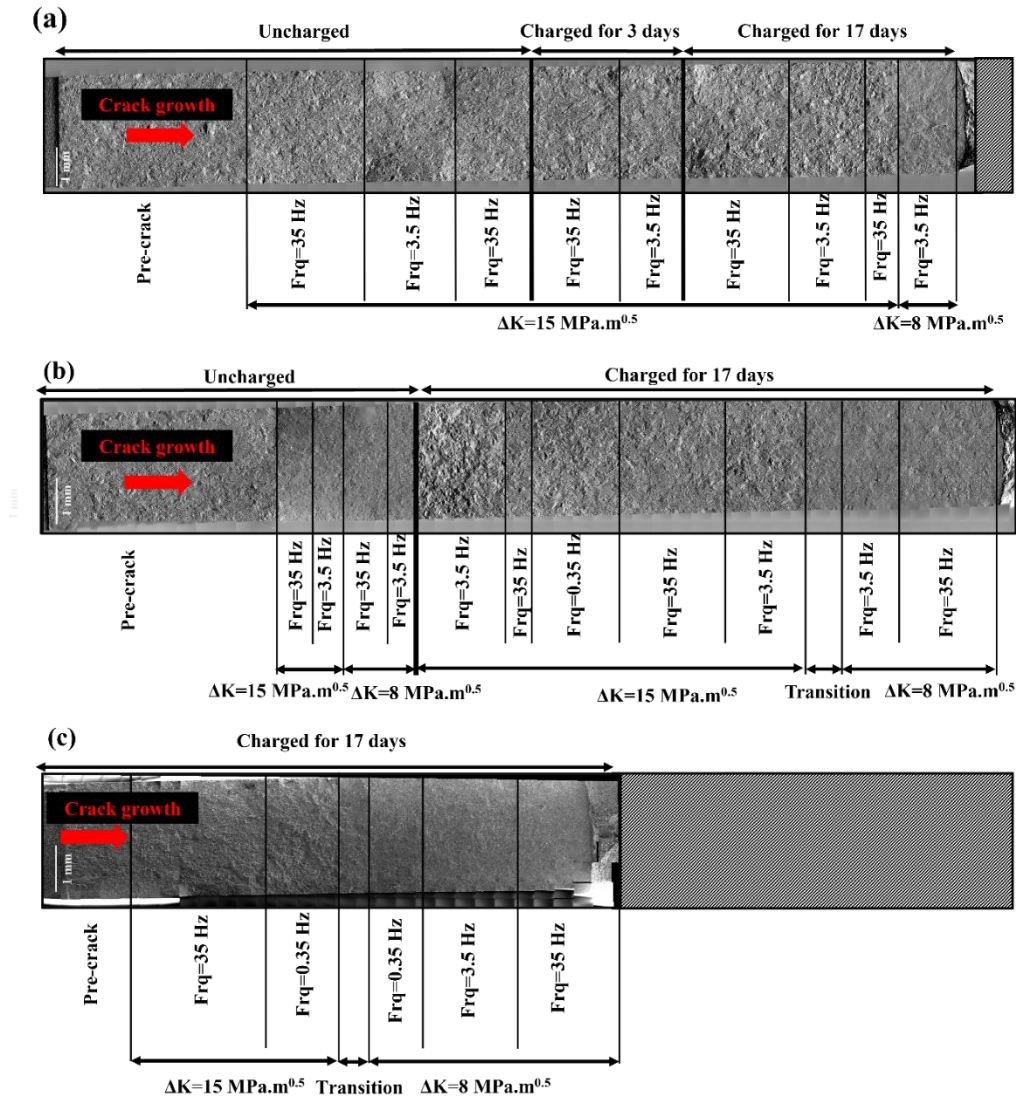 (a)
Uncharged
Charged for 3 days
Charged for 17 days
Crack growth
1 mm
Pre-crack
Frq=35 Hz
Frq=3.5 Hz
Frq=35 Hz
Frq=35 Hz
Frq=3.5 Hz
Frq=35 Hz
Frq=3.5 Hz
Frq=35 Hz
Frq=3.5 Hz
ΔK=15 MPa.m^0.5
ΔK=8 MPa.m^0.5
(b)
Uncharged
Charged for 17 days
Crack growth
1 mm
1 mm
Pre-crack
Frq=35 Hz
Frq=3.5 Hz
Frq=35 Hz
Frq=3.5 Hz
Frq=3.5 Hz
Frq=35 Hz
Frq=0.35 Hz
Frq=35 Hz
Frq=3.5 Hz
Frq=3.5 Hz
Frq=35 Hz
ΔK=15 MPa.m^0.5
ΔK=8 MPa.m^0.5
ΔK=15 MPa.m^0.5
Transition
ΔK=8 MPa.m^0.5
(c)
Charged for 17 days
Crack growth
1 mm
Pre-crack
Frq=35 Hz
Frq=0.35 Hz
Frq=0.35 Hz
Frq=3.5 Hz
Frq=35 Hz
ΔK=15 MPa.m^0.5
Transition
ΔK=8 MPa.m^0.5